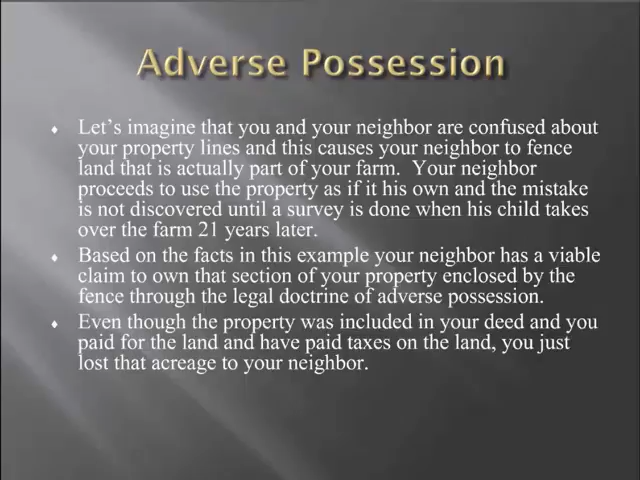 Adverse Possession
Let's imagine that you and your neighbor are confused about
your property lines and this causes your neighbor to fence
land that is actually part of your farm. Your neighbor
proceeds to use the property as if it his own and the mistake
is not discovered until a survey is done when his child takes
over the farm 21 years later.
Based on the facts in this example your neighbor has a viable
claim to own that section of your property enclosed by the
fence through the legal doctrine of adverse possession.
Even though the property was included in your deed and you
paid for the land and have paid taxes on the land, you just
lost that acreage to your neighbor.